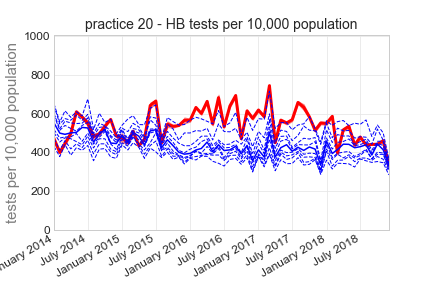 practice 20 - HB tests per 10,000 population
tests per 10,000 population
1000
800
600
400
200
0
nuary 2014
July 2014
January 2015
July 2015
January 2016
July 2016
January 2017
July 2017
January 2018
July 2018